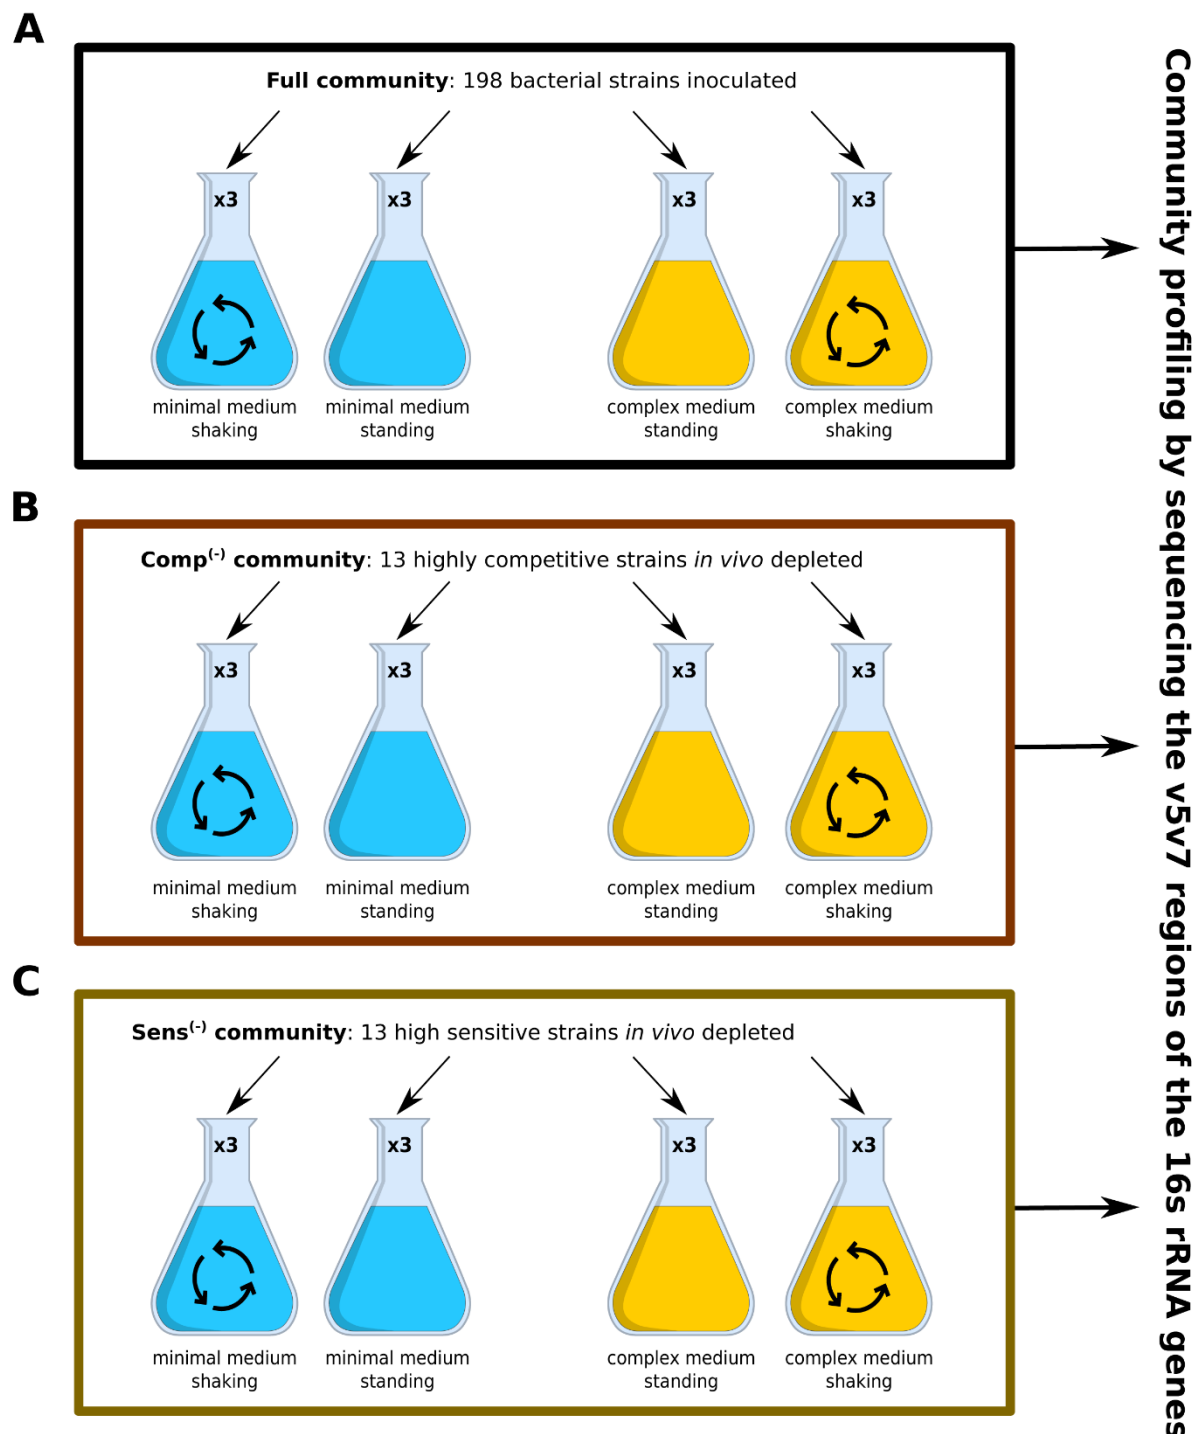 A
Full community: 198 bacterial strains inoculated
x3 x3 x3 x3
minimal medium shaking
minimal medium standing
complex medium standing
complex medium shaking
B
Comp(-) community: 13 highly competitive strains in vivo depleted
x3 x3 x3 x3
minimal medium shaking
minimal medium standing
complex medium standing
complex medium shaking
C
Sens(-) community: 13 high sensitive strains in vivo depleted
x3 x3 x3 x3
minimal medium shaking
minimal medium standing
complex medium standing
complex medium shaking
Community profiling by sequencing the v5v7 regions of the 16s rRNA genes